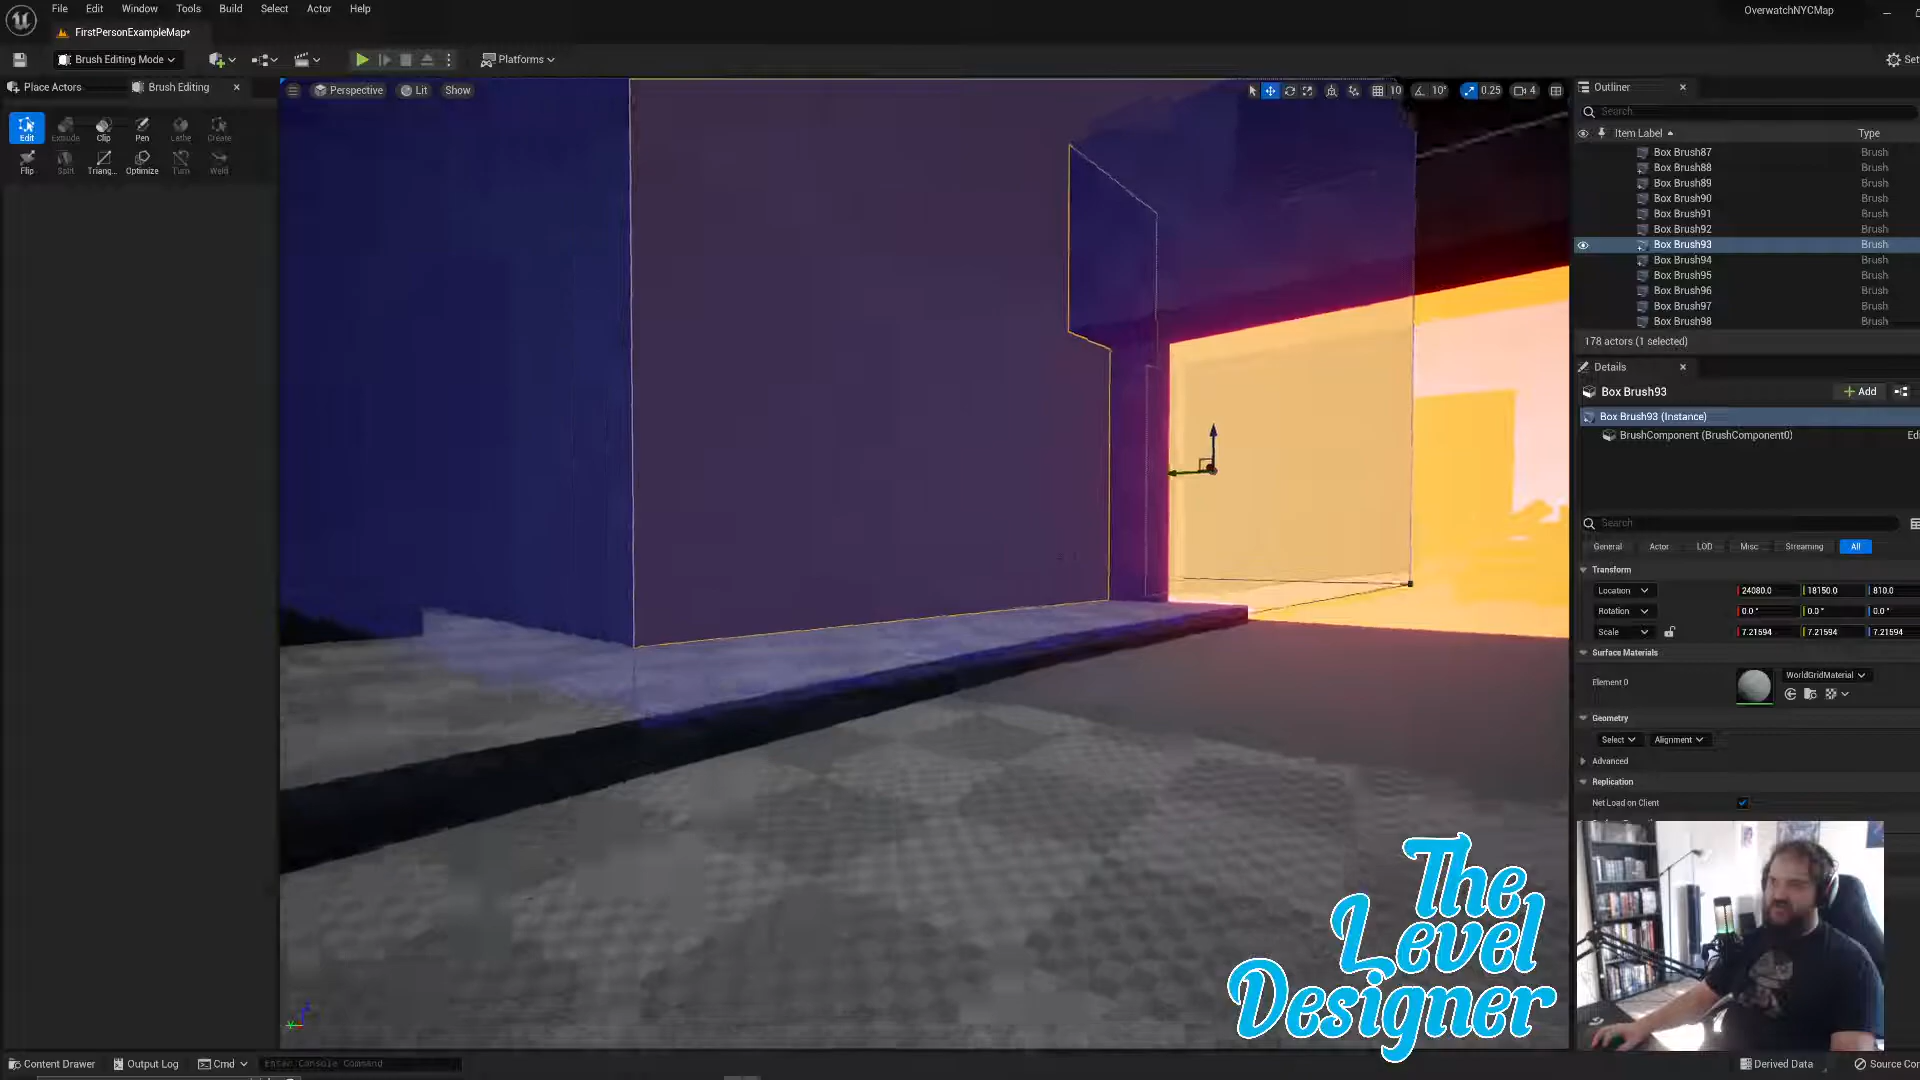 File Edit Window Tools Build Select Actor Help
OverwatchNYCMap
FirstPersonExampleMap*
Brush Editing Mode
Platforms
Set
Place Actors
Brush Editing
Edit Extrude Clip Pen Lathe Create
Flip Split Triang... Optimize Turn Weld
Perspective Lit Show
10 10° 0.25 4
Outliner
Search
Item Label Type
Box Brush87 Brush
Box Brush88 Brush
Box Brush89 Brush
Box Brush90 Brush
Box Brush91 Brush
Box Brush92 Brush
Box Brush93 Brush
Box Brush94 Brush
Box Brush95 Brush
Box Brush96 Brush
Box Brush97 Brush
Box Brush98 Brush
178 actors (1 selected)
Details
Box Brush93
Add
Box Brush93 (Instance)
BrushComponent (BrushComponent0) Edi
Search
General Actor LOD Misc Streaming All
Transform
Location 24080.0 18150.0 810.0
Rotation 0.0° 0.0° 0.0°
Scale 7.21594 7.21594 7.21594
Surface Materials
Element 0 WorldGridMaterial
Geometry
Select Alignment
Advanced
Replication
Net Load on Client
The
Level
Designer
Content Drawer Output Log Cmd Enter Console Command
Derived Data Source Con